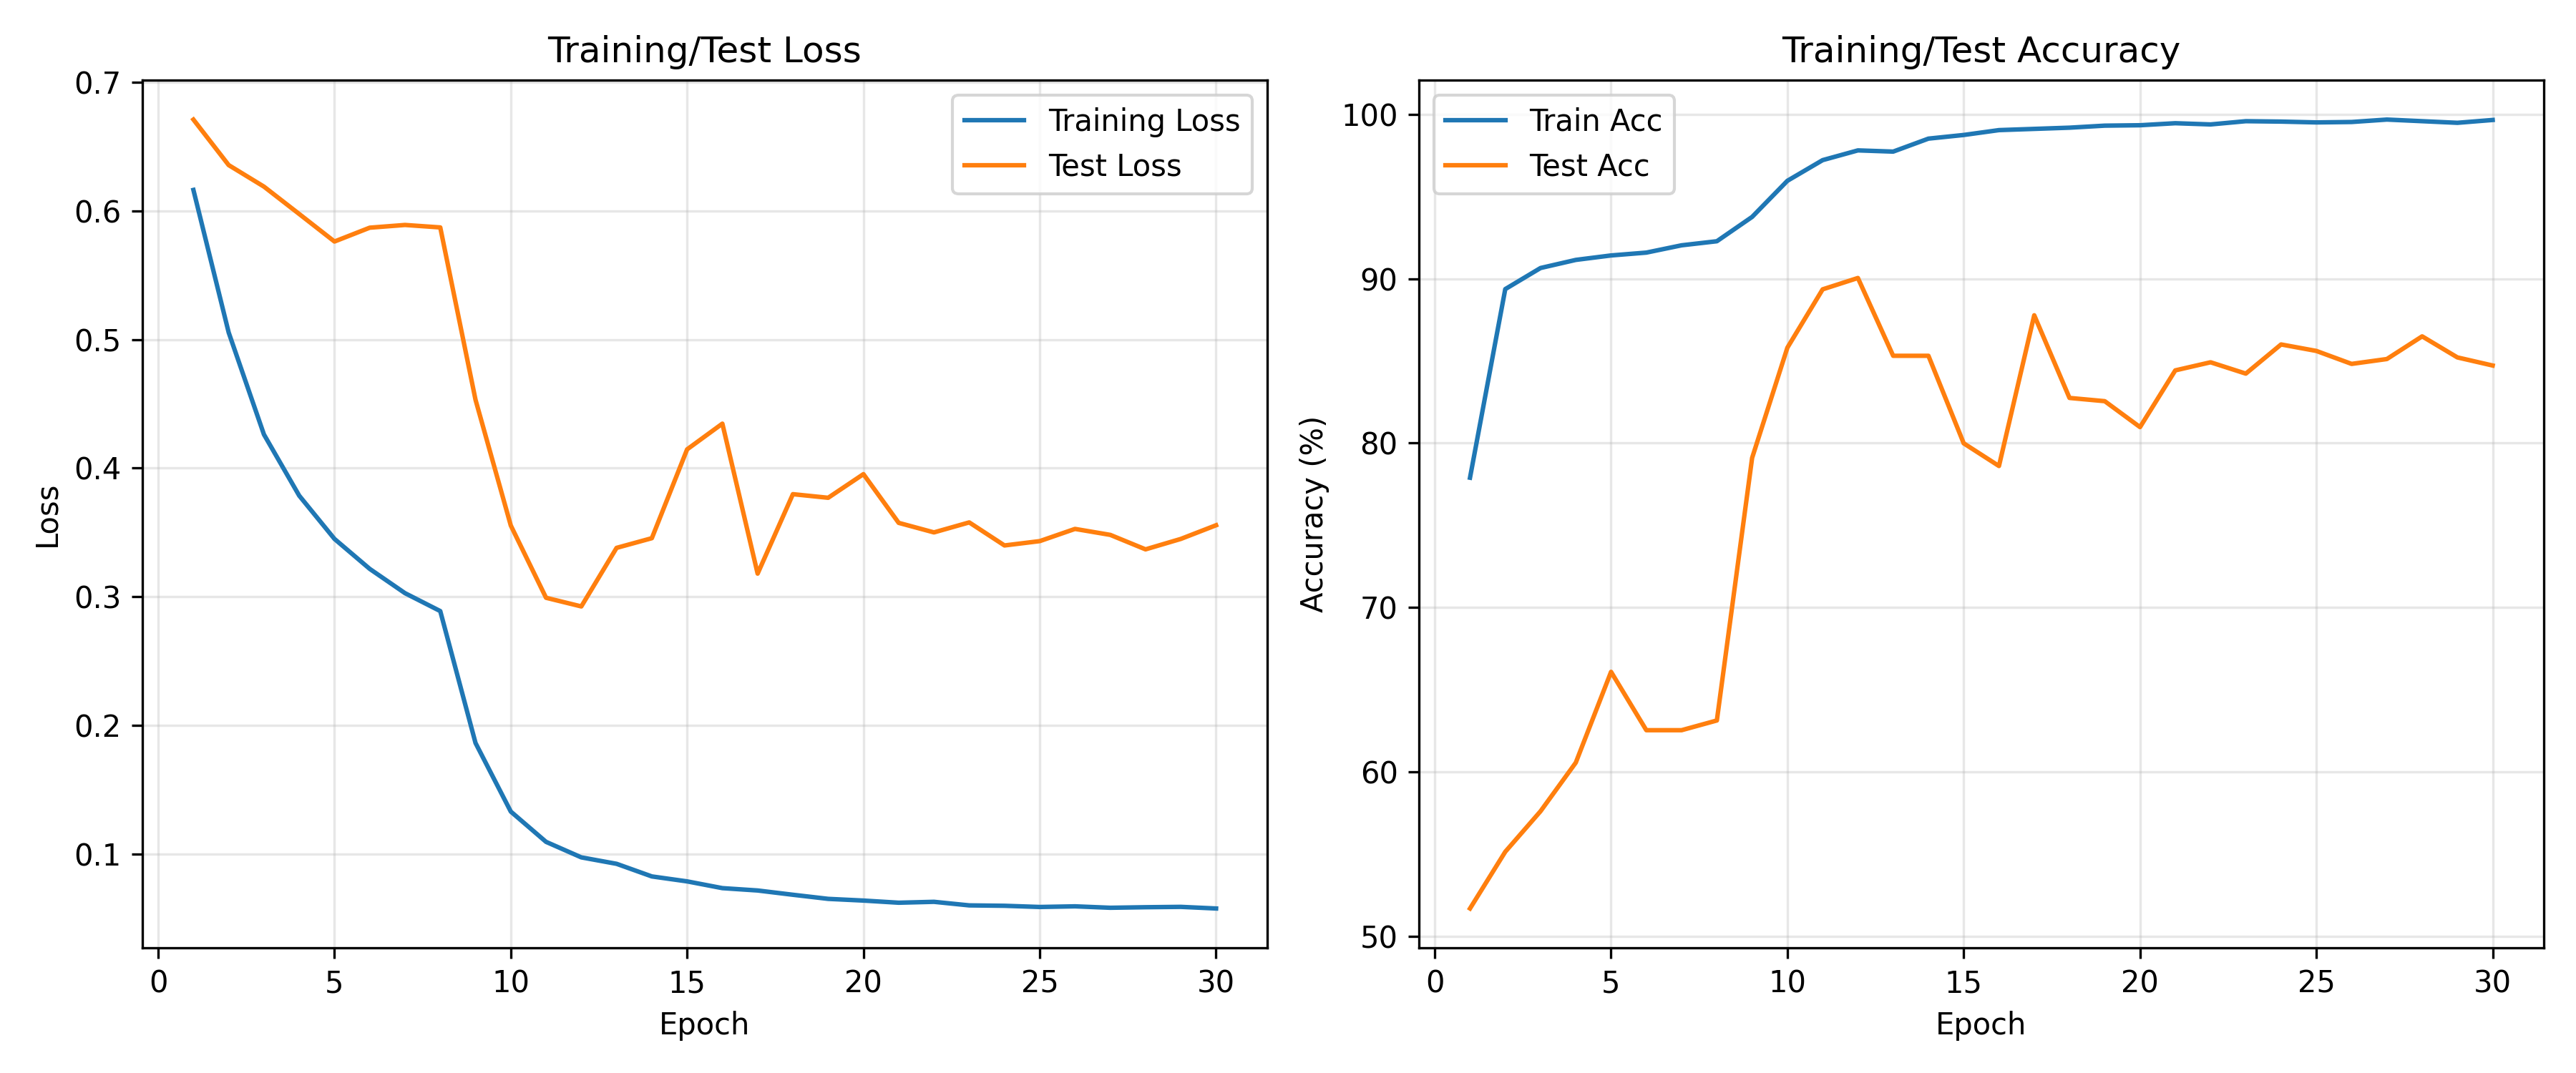 Training/Test Loss
0.7
0.6
0.5
0.4
0.3
0.2
0.1
Loss
Training Loss
Test Loss
0 5 10 15 20 25 30
Epoch
Training/Test Accuracy
100
90
80
70
60
50
Accuracy (%)
Train Acc
Test Acc
0 5 10 15 20 25 30
Epoch